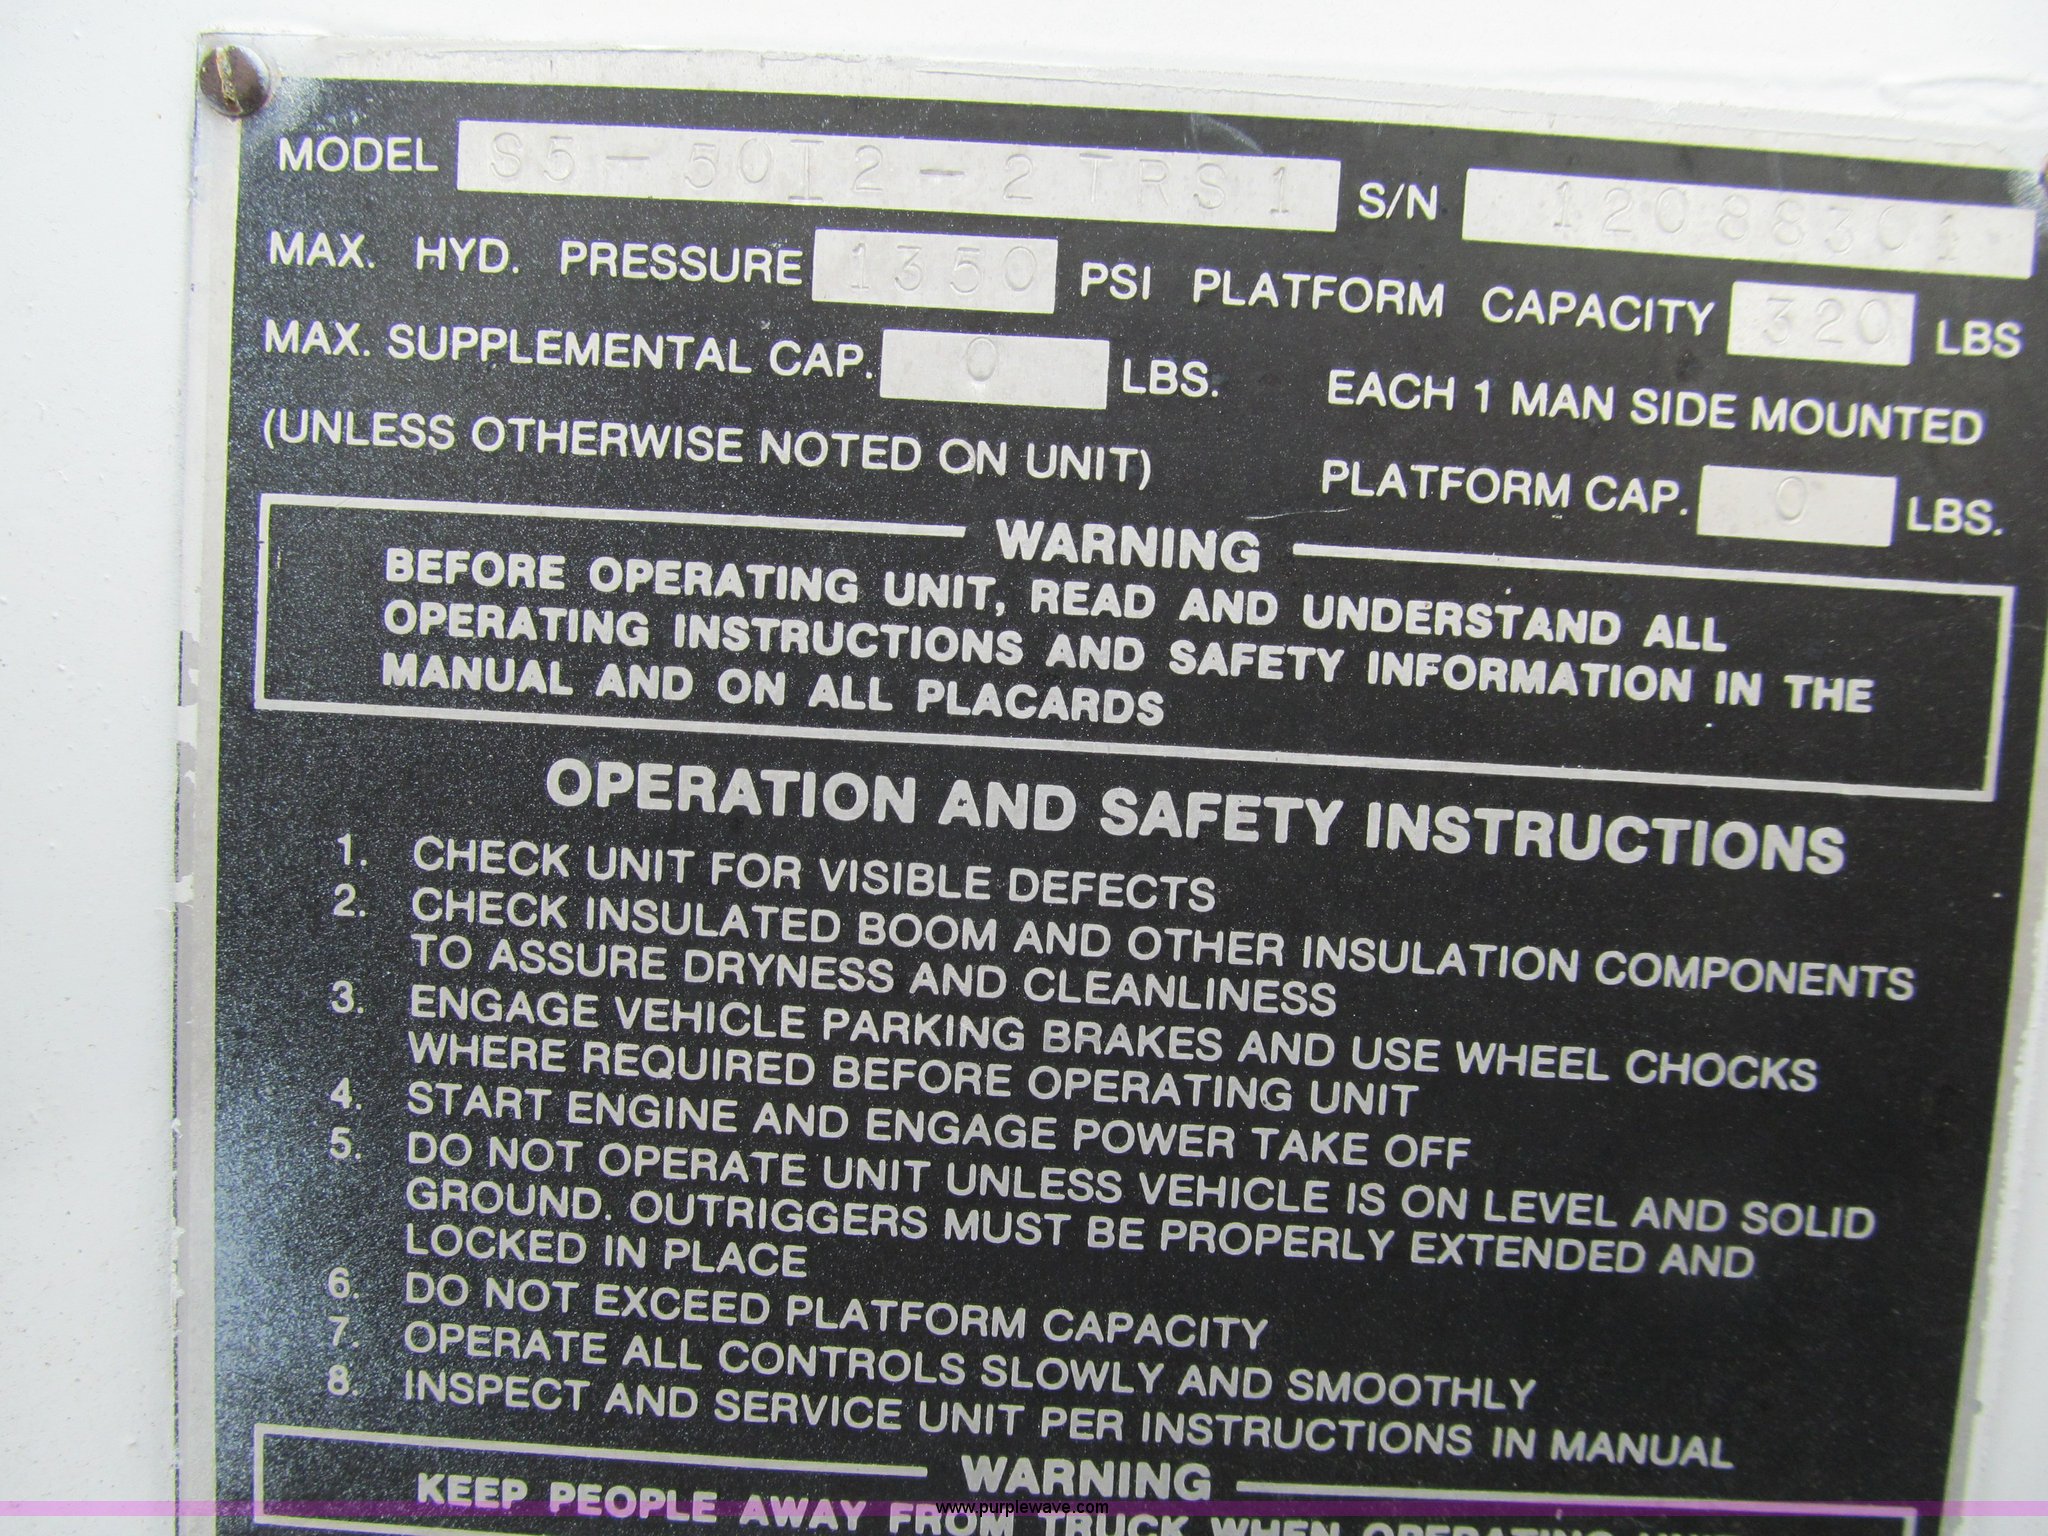 MODEL S5-50I2-2TRS1 S/N 12088301
MAX. HYD. PRESSURE 1350 PSI PLATFORM CAPACITY 320 LBS
MAX. SUPPLEMENTAL CAP. 0 LBS. EACH 1 MAN SIDE MOUNTED
(UNLESS OTHERWISE NOTED ON UNIT) PLATFORM CAP. 0 LBS.
WARNING
BEFORE OPERATING UNIT, READ AND UNDERSTAND ALL
OPERATING INSTRUCTIONS AND SAFETY INFORMATION IN THE
MANUAL AND ON ALL PLACARDS
OPERATION AND SAFETY INSTRUCTIONS
1. CHECK UNIT FOR VISIBLE DEFECTS
2. CHECK INSULATED BOOM AND OTHER INSULATION COMPONENTS
TO ASSURE DRYNESS AND CLEANLINESS
3. ENGAGE VEHICLE PARKING BRAKES AND USE WHEEL CHOCKS
WHERE REQUIRED BEFORE OPERATING UNIT
4. START ENGINE AND ENGAGE POWER TAKE OFF
5. DO NOT OPERATE UNIT UNLESS VEHICLE IS ON LEVEL AND SOLID
GROUND. OUTRIGGERS MUST BE PROPERLY EXTENDED AND
LOCKED IN PLACE
6. DO NOT EXCEED PLATFORM CAPACITY
7. OPERATE ALL CONTROLS SLOWLY AND SMOOTHLY
8. INSPECT AND SERVICE UNIT PER INSTRUCTIONS IN MANUAL
WARNING
KEEP PEOPLE AWAY FROM TRUCK WHEN OPERATING UNIT
www.purplewave.com